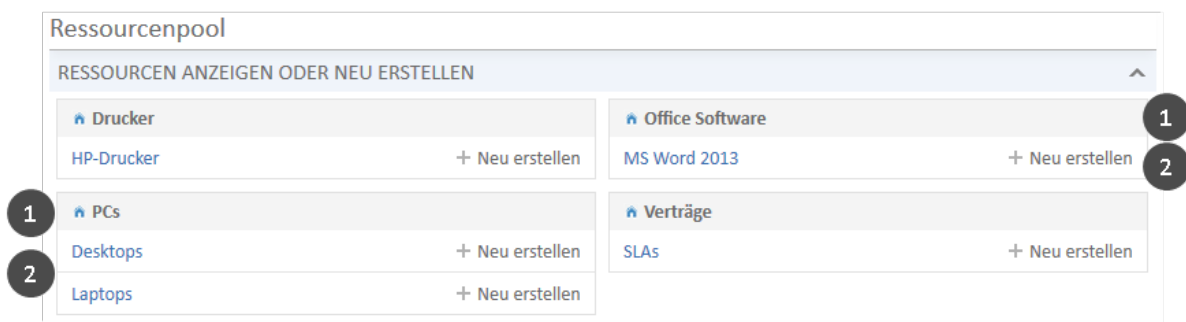 Ressourcenpool
RESSOURCEN ANZEIGEN ODER NEU ERSTELLEN
Drucker
HP-Drucker + Neu erstellen
Office Software 1
MS Word 2013 + Neu erstellen 2
1 PCs
Desktops + Neu erstellen
2
Laptops + Neu erstellen
Verträge
SLAs + Neu erstellen